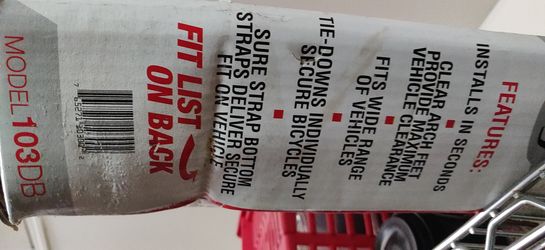 FEATURES:
INSTALLS IN SECONDS
CLEAR ARCH FEET
PROVIDE MAXIMUM
VEHICLE CLEARANCE
FITS WIDE RANGE
OF VEHICLES
TIE-DOWNS INDIVIDUALLY
SECURE BICYCLES
SURE STRAP BOTTOM
STRAPS DELIVER SECURE
FIT ON VEHICLE
FIT LIST
ON BACK
MODEL 103DB